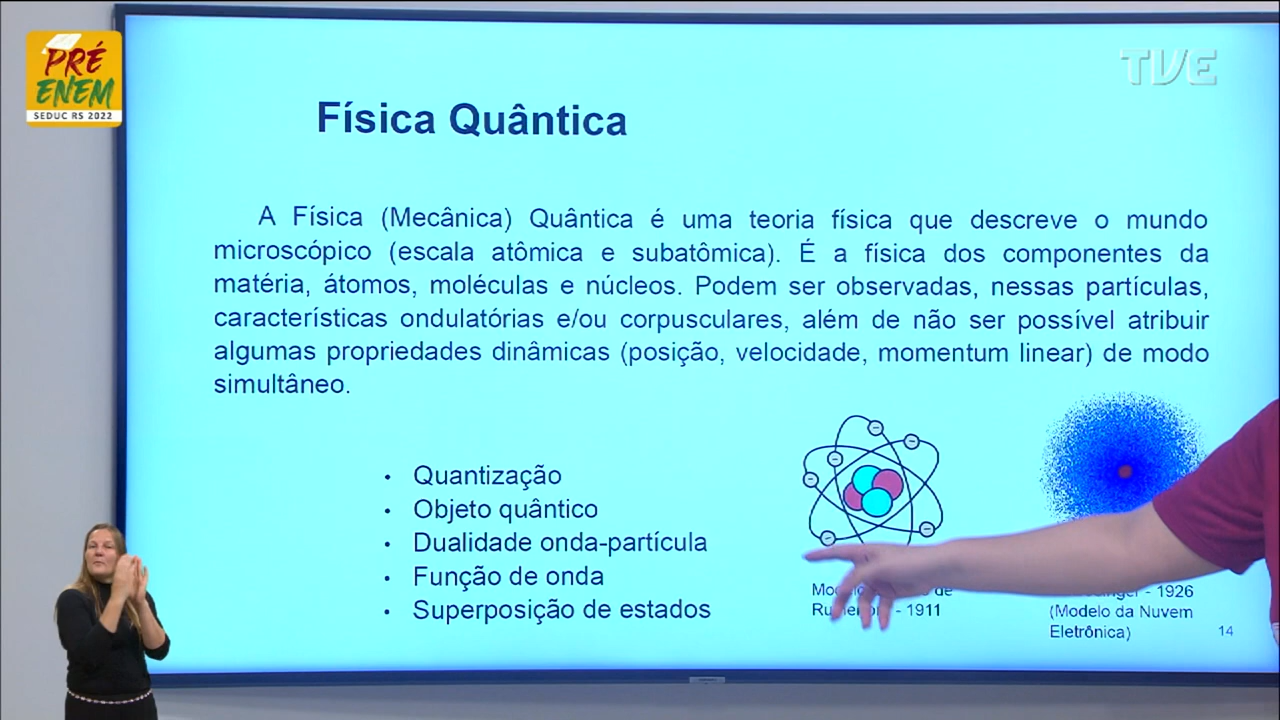 PRÉ
ENEM
SEDUC RS 2022
TVE
Física Quântica
A Física (Mecânica) Quântica é uma teoria física que descreve o mundo
microscópico (escala atômica e subatômica). É a física dos componentes da
matéria, átomos, moléculas e núcleos. Podem ser observadas, nessas partículas,
características ondulatórias e/ou corpusculares, além de não ser possível atribuir
algumas propriedades dinâmicas (posição, velocidade, momentum linear) de modo
simultâneo.
• Quantização
• Objeto quântico
• Dualidade onda-partícula
• Função de onda
• Superposição de estados
de
- 1911
- 1926
(Modelo da Nuvem
Eletrônica)
14